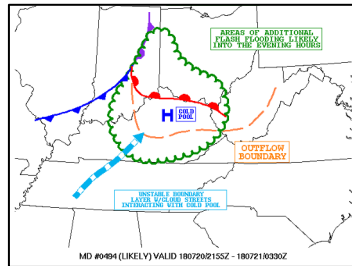 AREAS OF ADDITIONAL
FLASH FLOODING LIKELY
INTO THE EVENING HOURS
H
COLD
POOL
OUTFLOW
BOUNDARY
UNSTABLE BOUNDARY
LAYER W/CLOUD STREETS
INTERACTING WITH COLD POOL
MD #0494 (LIKELY) VALID 180720/2155Z - 180721/0330Z